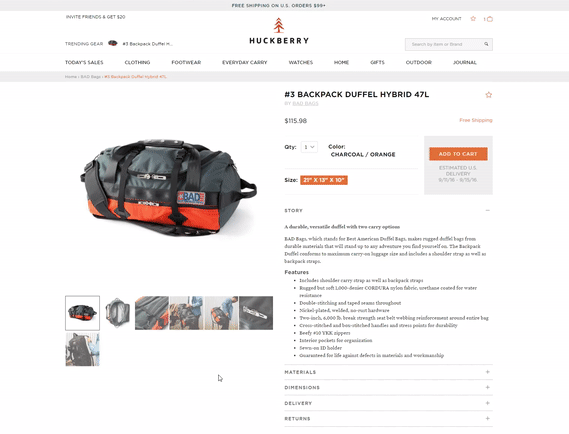 FREE SHIPPING ON U.S. ORDERS $99+
INVITE FRIENDS & GET $20
MY ACCOUNT
TRENDING GEAR
#3 Backpack Duffel H...
HUCKBERRY
Search by Item or Brand
TODAY'S SALES CLOTHING FOOTWEAR EVERYDAY CARRY WATCHES HOME GIFTS OUTDOOR JOURNAL
Home › BAD Bags › #3 Backpack Duffel Hybrid 47L
#3 BACKPACK DUFFEL HYBRID 47L
BY BAD BAGS
$115.98
Free Shipping
Qty: 1
Color:
CHARCOAL / ORANGE
ADD TO CART
ESTIMATED U.S.
DELIVERY
Size: 21" X 13" X 10"
BAD
STORY
A durable, versatile duffel with two carry options
BAD Bags, which stands for Best American Duffel Bags, makes rugged duffel bags from
durable materials that will stand up to any adventure you find yourself on. The Backpack
Duffel conforms to maximum carry-on luggage size and includes a shoulder strap as well as
backpack straps.
Features
• Includes shoulder carry strap as well as backpack straps
• Rugged but soft 1,000-denier CORDURA nylon fabric, urethane coated for water
resistance
• Double-stitching and taped seams throughout
• Nickel-plated, welded, no-rust hardware
• Two-inch, 6,000 lb. break strength seat belt webbing reinforcement around entire bag
• Cross-stitched and box-stitched handles and stress points for durability
• Beefy #10 YKK zippers
• Interior pockets for organization
• Sewn-on ID holder
• Guaranteed for life against defects in materials and workmanship
MATERIALS
DIMENSIONS
DELIVERY
RETURNS